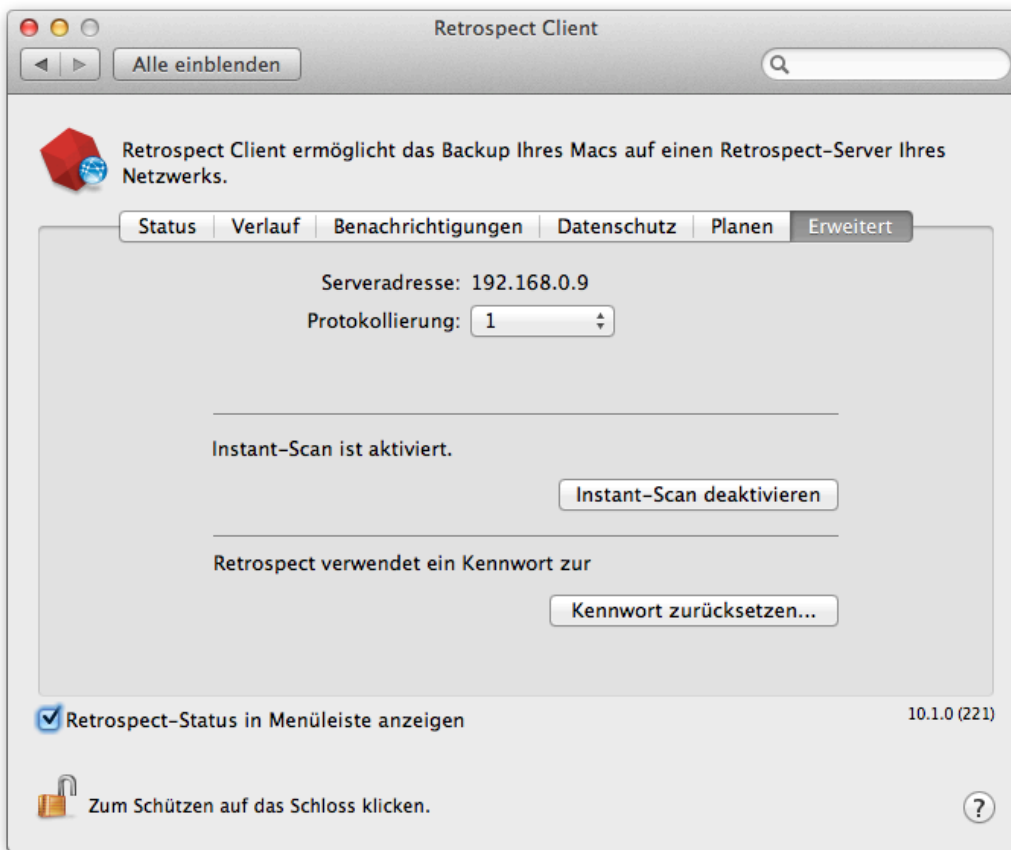 Retrospect Client
Alle einblenden
Retrospect Client ermöglicht das Backup Ihres Macs auf einen Retrospect-Server Ihres
Netzwerks.
Status Verlauf Benachrichtigungen Datenschutz Planen Erweitert
Serveradresse: 192.168.0.9
Protokollierung: 1
Instant-Scan ist aktiviert.
Instant-Scan deaktivieren
Retrospect verwendet ein Kennwort zur
Kennwort zurücksetzen...
Retrospect-Status in Menüleiste anzeigen
10.1.0 (221)
Zum Schützen auf das Schloss klicken.
?